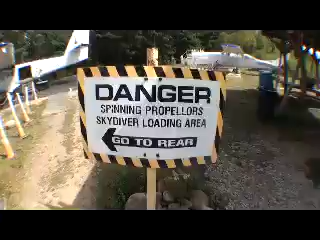 DANGER
SPINNING PROPELLORS
SKYDIVER LOADING AREA
GO TO REAR